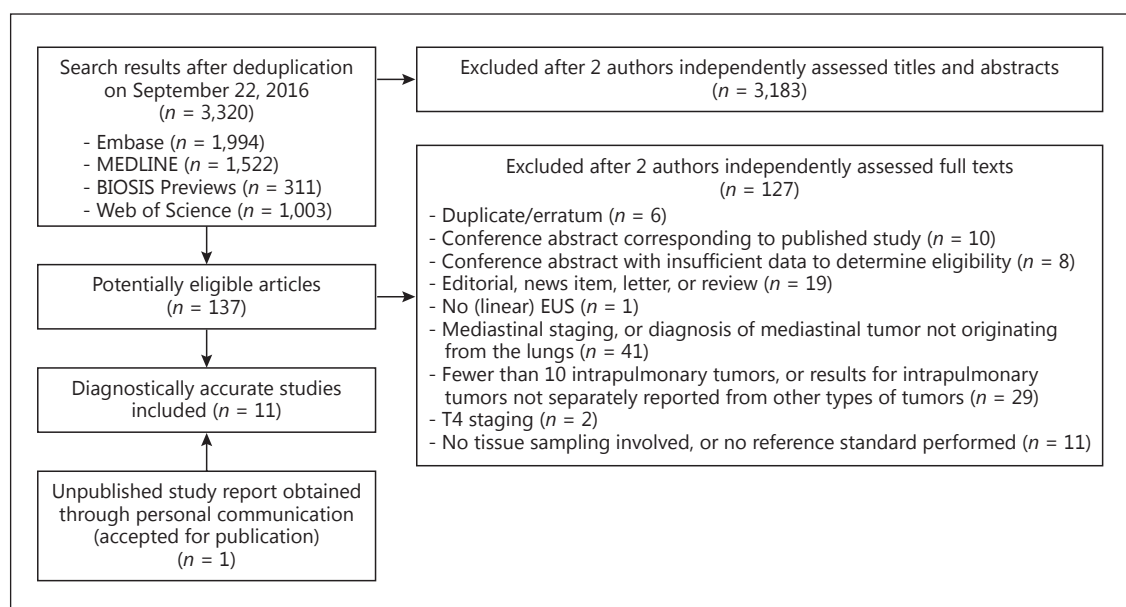 Search results after deduplication
on September 22, 2016
(n = 3,320)
- Embase (n = 1,994)
- MEDLINE (n = 1,522)
- BIOSIS Previews (n = 311)
- Web of Science (n = 1,003)
Excluded after 2 authors independently assessed titles and abstracts
(n = 3,183)
Potentially eligible articles
(n = 137)
Excluded after 2 authors independently assessed full texts
(n = 127)
- Duplicate/erratum (n = 6)
- Conference abstract corresponding to published study (n = 10)
- Conference abstract with insufficient data to determine eligibility (n = 8)
- Editorial, news item, letter, or review (n = 19)
- No (linear) EUS (n = 1)
- Mediastinal staging, or diagnosis of mediastinal tumor not originating
from the lungs (n = 41)
- Fewer than 10 intrapulmonary tumors, or results for intrapulmonary
tumors not separately reported from other types of tumors (n = 29)
- T4 staging (n = 2)
- No tissue sampling involved, or no reference standard performed (n = 11)
Diagnostically accurate studies
included (n = 11)
Unpublished study report obtained
through personal communication
(accepted for publication)
(n = 1)